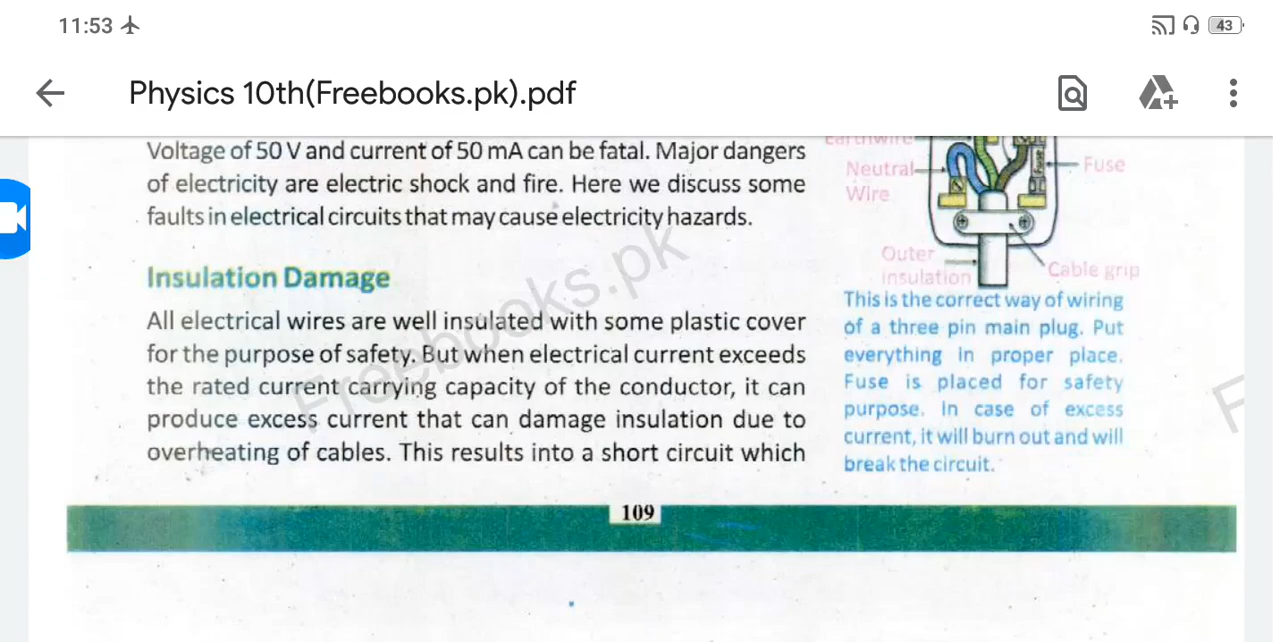 11:53
43
Physics 10th(Freebooks.pk).pdf
Voltage of 50 V and current of 50 mA can be fatal. Major dangers
of electricity are electric shock and fire. Here we discuss some
faults in electrical circuits that may cause electricity hazards.
Insulation Damage
All electrical wires are well insulated with some plastic cover
for the purpose of safety. But when electrical current exceeds
the rated current carrying capacity of the conductor, it can
produce excess current that can damage insulation due to
overheating of cables. This results into a short circuit which
Earthwire
Neutral
Wire
Fuse
Fuse
Outer
insulation
Cable grip
This is the correct way of wiring
of a three pin main plug. Put
everything in proper place.
Fuse is placed for safety
purpose. In case of excess
current, it will burn out and will
break the circuit.
109
Freebooks.pk
F